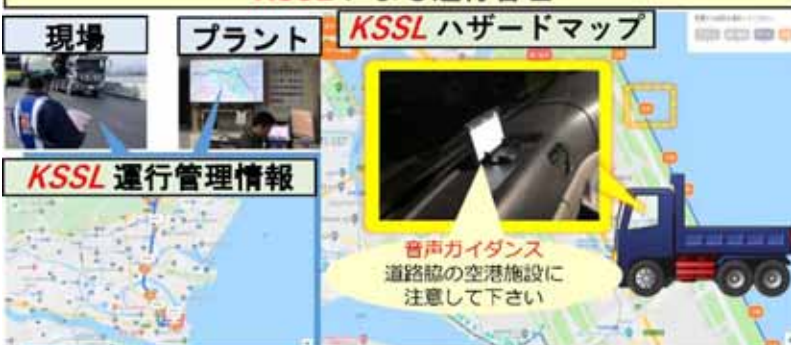 現場
プラント
KSSL ハザードマップ
KSSL 運行管理情報
音声ガイダンス
道路脇の空港施設に
注意して下さい